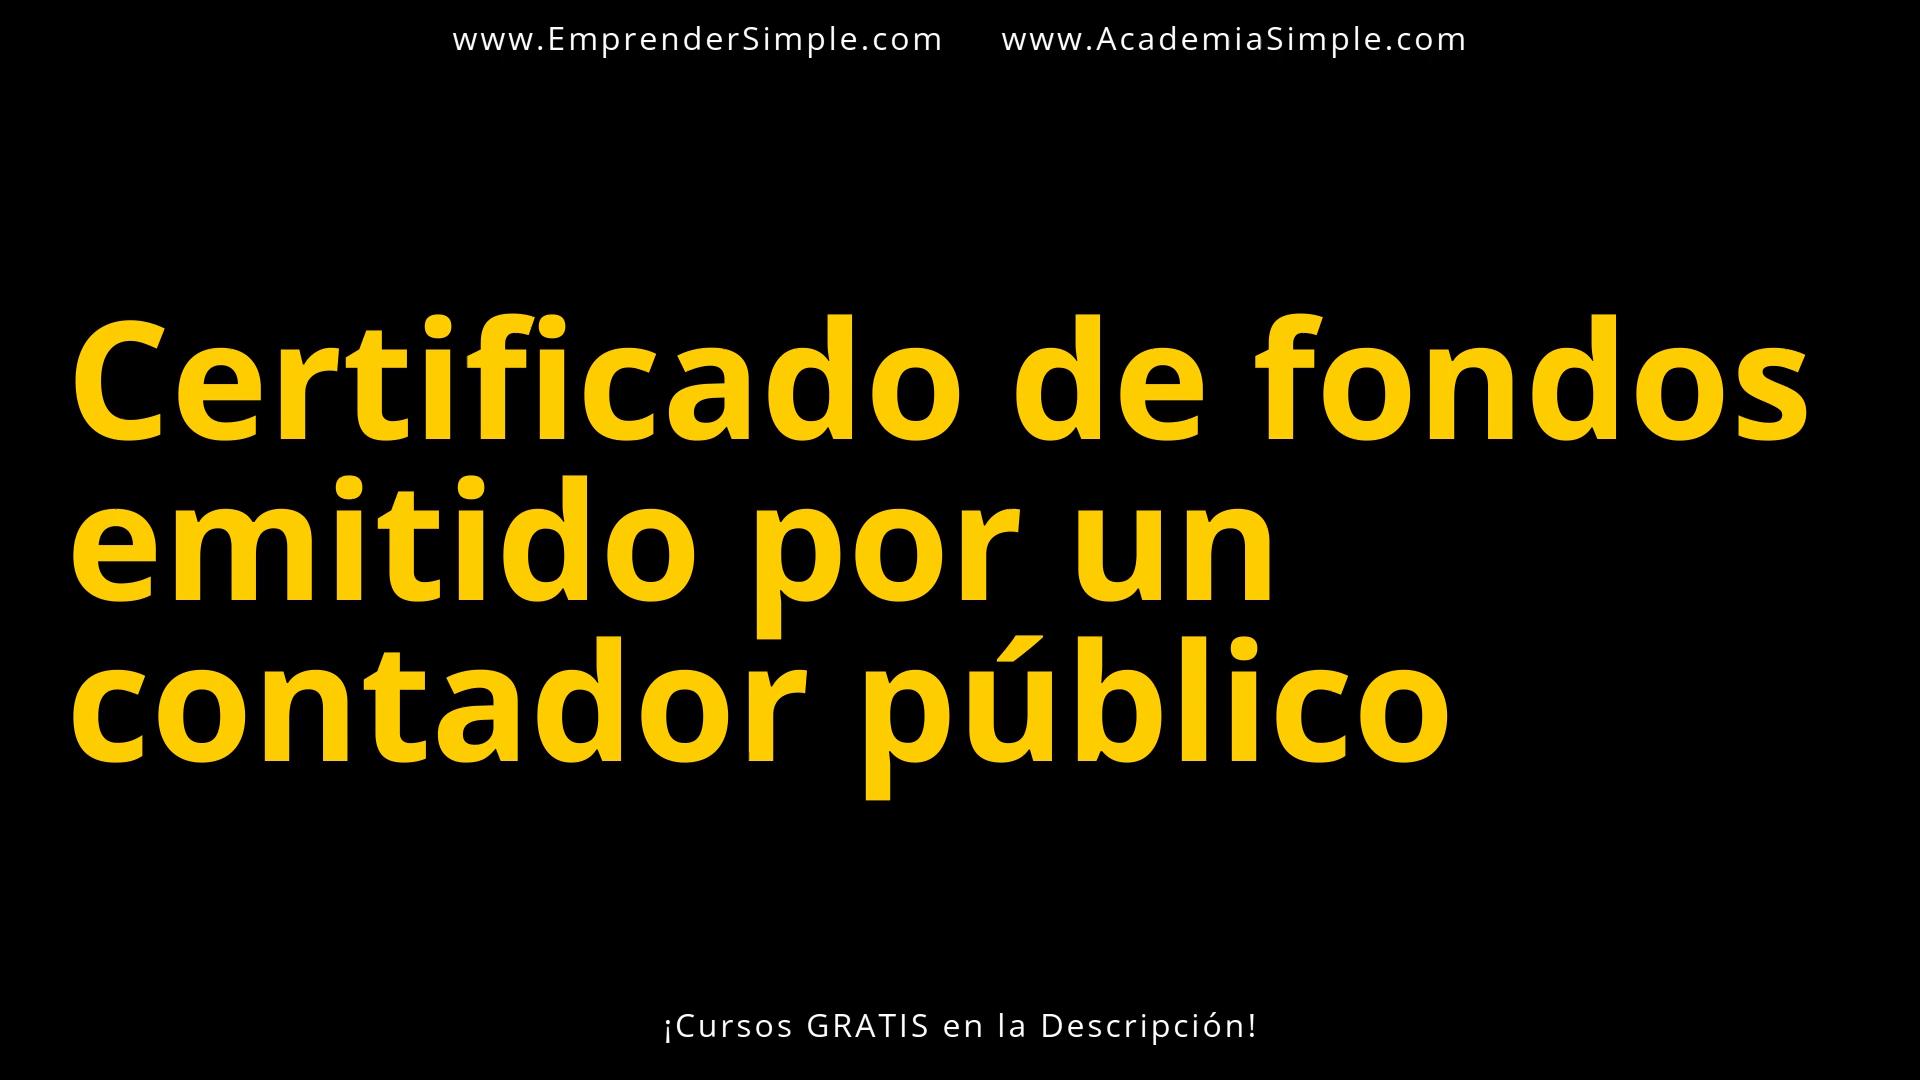 www.EmprenderSimple.com www.AcademiaSimple.com
Certificado de fondos
emitido por un
contador público
¡Cursos GRATIS en la Descripción!